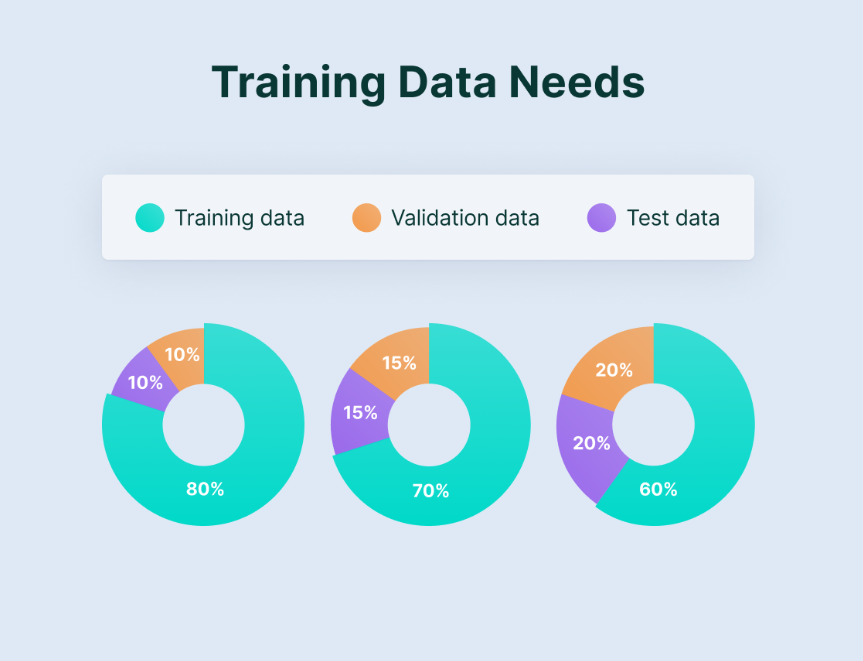 Training Data Needs
Training data Validation data Test data
10% 10% 80%
15% 15% 70%
20% 20% 60%